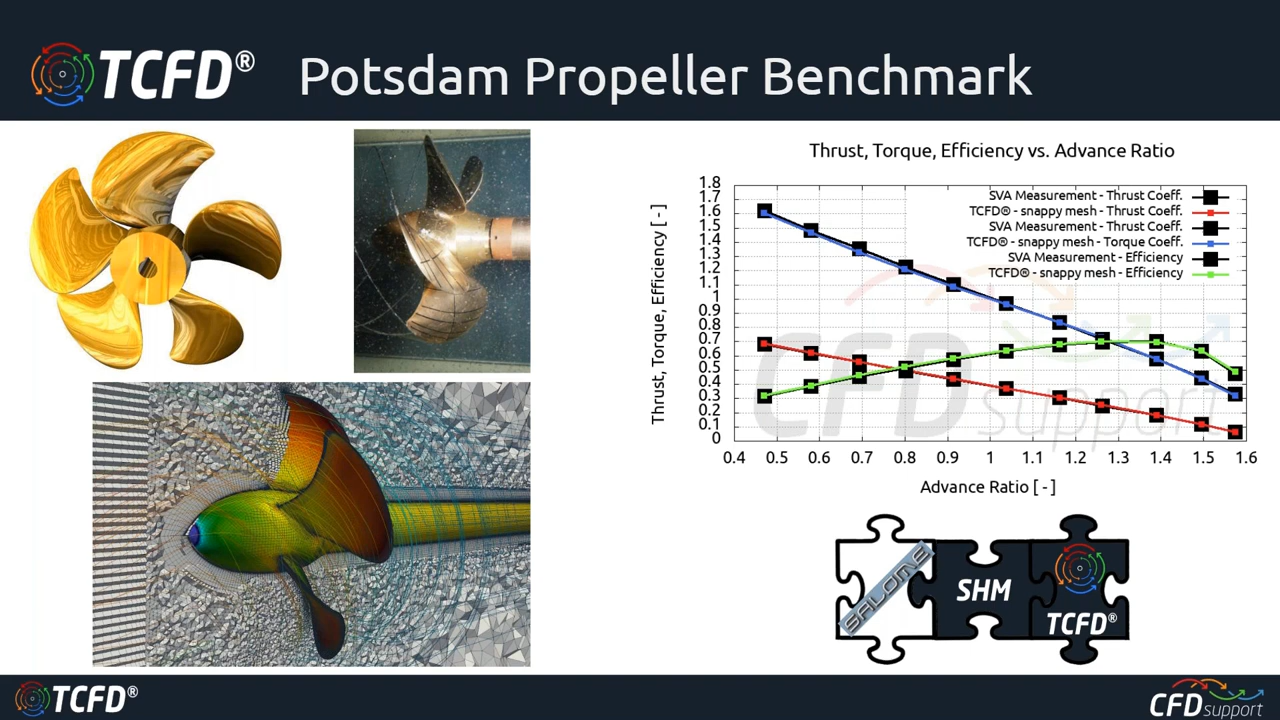 TCFD®
Potsdam Propeller Benchmark
Thrust, Torque, Efficiency vs. Advance Ratio
Thrust, Torque, Efficiency [ - ]
1.8
1.7
1.6
1.5
1.4
1.3
1.2
1.1
1
0.9
0.8
0.7
0.6
0.5
0.4
0.3
0.2
0.1
0
SVA Measurement - Thrust Coeff.
TCFD® - snappy mesh - Thrust Coeff.
SVA Measurement - Thrust Coeff.
TCFD® - snappy mesh - Torque Coeff.
SVA Measurement - Efficiency
TCFD® - snappy mesh - Efficiency
CFD support
0.4 0.5 0.6 0.7 0.8 0.9 1 1.1 1.2 1.3 1.4 1.5 1.6
Advance Ratio [ - ]
SALOME
SHM
TCFD®
TCFD®
CFD support